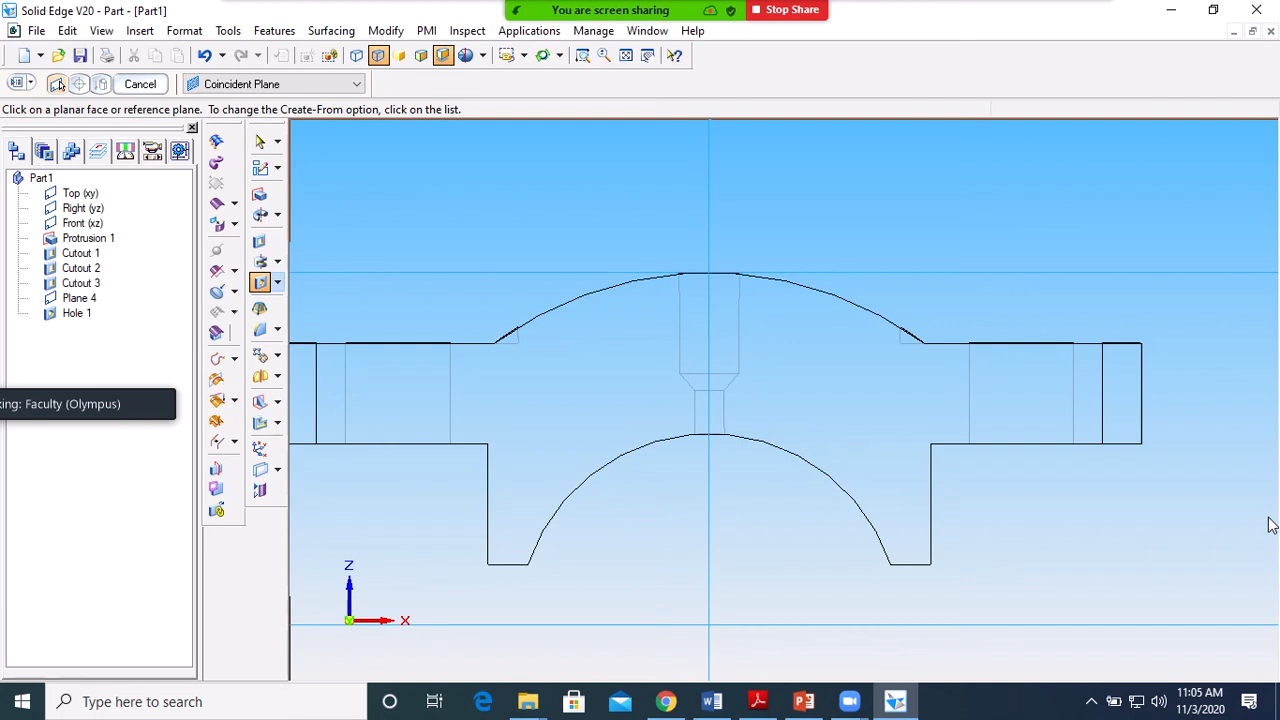 Solid Edge V20 - Part - [Part1]
You are screen sharing
Stop Share
File Edit View Insert Format Tools Features Surfacing Modify PMI Inspect Applications Manage Window Help
Cancel
Coincident Plane
Click on a planar face or reference plane. To change the Create-From option, click on the list.
Part1
Top (xy)
Right (yz)
Front (xz)
Protrusion 1
Cutout 1
Cutout 2
Cutout 3
Plane 4
Hole 1
king: Faculty (Olympus)
Z
X
Type here to search
11:05 AM
11/3/2020